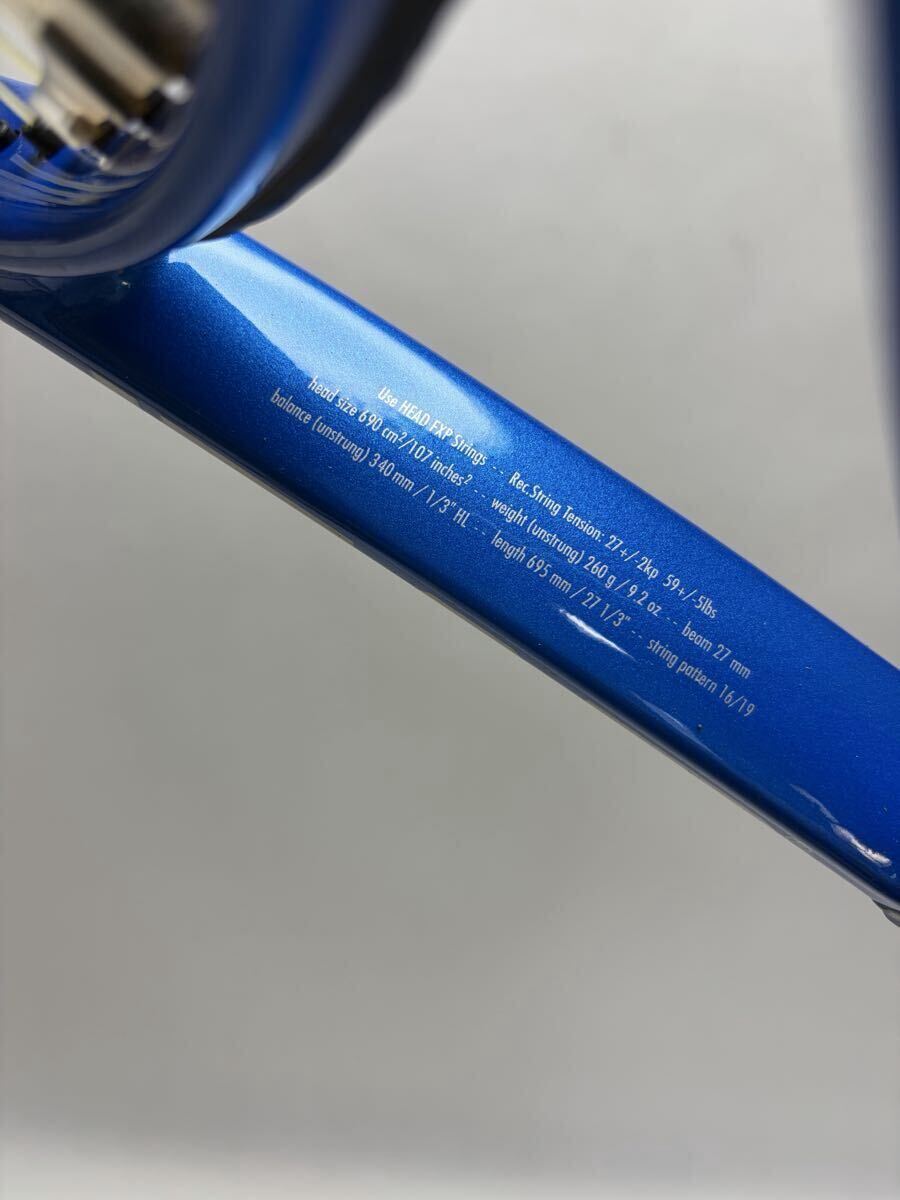 Use HEAD FXP Strings -- Rec.String Tension: 27+/-2kp 59+/-5lbs
head size 690 cm²/107 inches² -- weight (unstrung) 260 g / 9.2 oz -- beam 27 mm
balance (unstrung) 340 mm / 1/3" HL -- length 695 mm / 27 1/3" -- string pattern 16/19